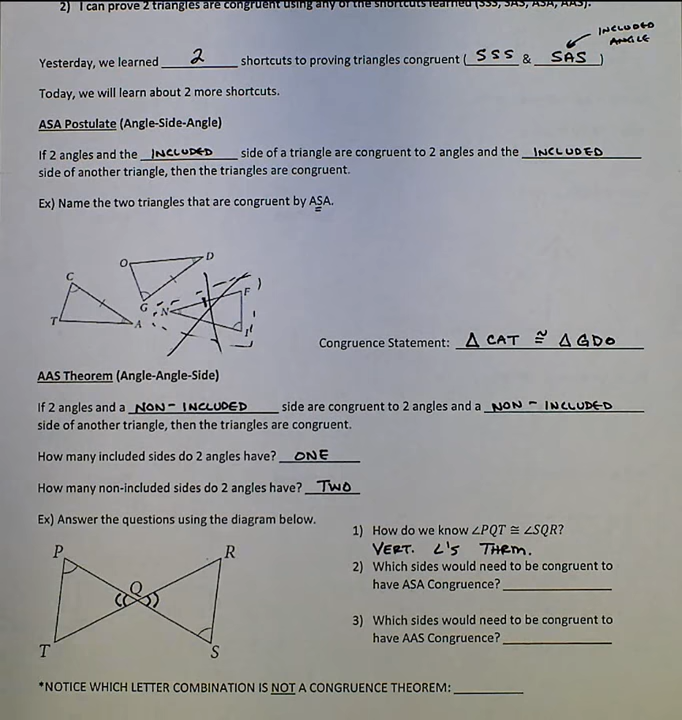 2) I can prove 2 triangles are congruent using any of the shortcuts learned (SSS, SAS, ASA, AAS).
INCLUDED
ANGLE
Yesterday, we learned 2 shortcuts to proving triangles congruent ( SSS & SAS )
Today, we will learn about 2 more shortcuts.
ASA Postulate (Angle-Side-Angle)
If 2 angles and the INCLUDED side of a triangle are congruent to 2 angles and the INCLUDED
side of another triangle, then the triangles are congruent.
Ex) Name the two triangles that are congruent by ASA.
O D
C
G N F
T A I
Congruence Statement: △ CAT ≅ △ GDO
AAS Theorem (Angle-Angle-Side)
If 2 angles and a NON - INCLUDED side are congruent to 2 angles and a NON - INCLUDED
side of another triangle, then the triangles are congruent.
How many included sides do 2 angles have? ONE
How many non-included sides do 2 angles have? TWO
Ex) Answer the questions using the diagram below.
1) How do we know ∠PQT ≅ ∠SQR?
VERT. ∠'S THRM.
2) Which sides would need to be congruent to
have ASA Congruence?
3) Which sides would need to be congruent to
have AAS Congruence?
P R
Q
T S
*NOTICE WHICH LETTER COMBINATION IS NOT A CONGRUENCE THEOREM: